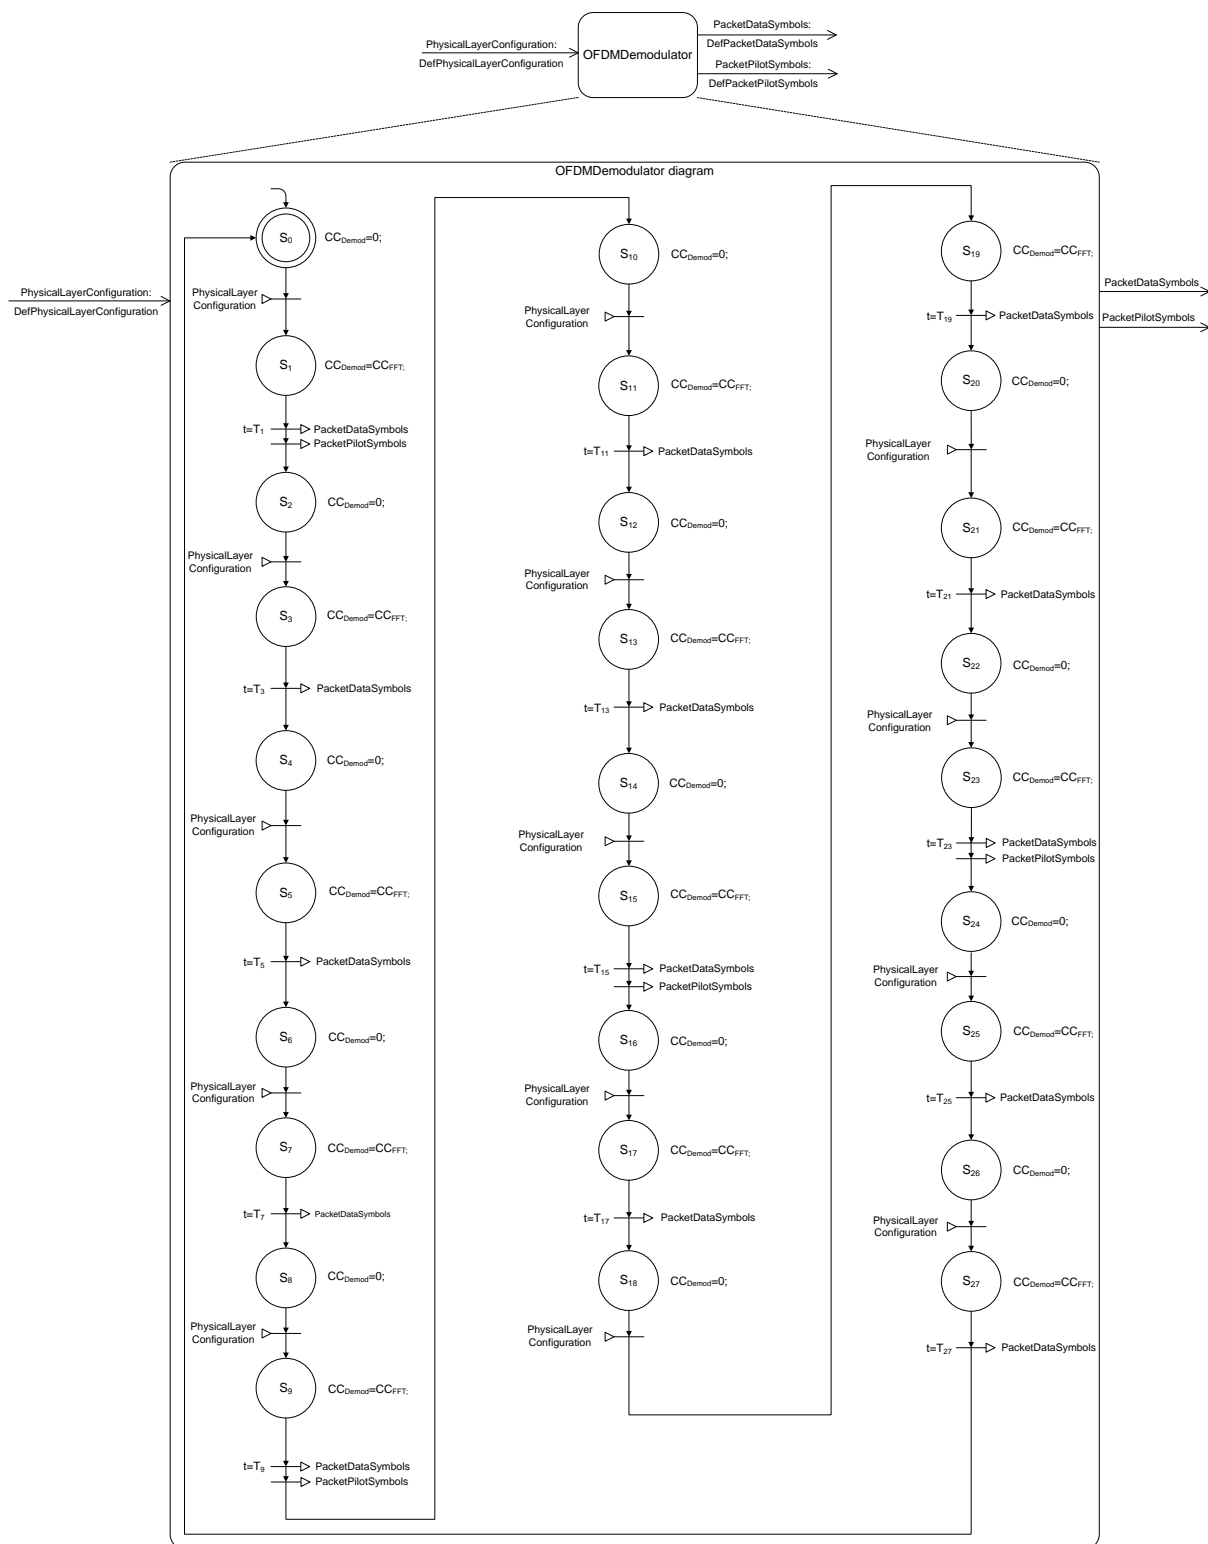 PhysicalLayerConfiguration:
DefPhysicalLayerConfiguration
OFDMDemodulator
PacketDataSymbols:
DefPacketDataSymbols
PacketPilotSymbols:
DefPacketPilotSymbols
OFDMDemodulator diagram
PhysicalLayerConfiguration:
DefPhysicalLayerConfiguration
PacketDataSymbols
PacketPilotSymbols
S0
CCDemod=0;
PhysicalLayer
Configuration
S1
CCDemod=CCFFT;
t=T1
PacketDataSymbols
PacketPilotSymbols
S2
CCDemod=0;
PhysicalLayer
Configuration
S3
CCDemod=CCFFT;
t=T3
PacketDataSymbols
S4
CCDemod=0;
PhysicalLayer
Configuration
S5
CCDemod=CCFFT;
t=T5
PacketDataSymbols
S6
CCDemod=0;
PhysicalLayer
Configuration
S7
CCDemod=CCFFT;
t=T7
PacketDataSymbols
S8
CCDemod=0;
PhysicalLayer
Configuration
S9
CCDemod=CCFFT;
t=T9
PacketDataSymbols
PacketPilotSymbols
S10
CCDemod=0;
PhysicalLayer
Configuration
S11
CCDemod=CCFFT;
t=T11
PacketDataSymbols
S12
CCDemod=0;
PhysicalLayer
Configuration
S13
CCDemod=CCFFT;
t=T13
PacketDataSymbols
S14
CCDemod=0;
PhysicalLayer
Configuration
S15
CCDemod=CCFFT;
t=T15
PacketDataSymbols
PacketPilotSymbols
S16
CCDemod=0;
PhysicalLayer
Configuration
S17
CCDemod=CCFFT;
t=T17
PacketDataSymbols
S18
CCDemod=0;
PhysicalLayer
Configuration
S19
CCDemod=CCFFT;
t=T19
PacketDataSymbols
S20
CCDemod=0;
PhysicalLayer
Configuration
S21
CCDemod=CCFFT;
t=T21
PacketDataSymbols
S22
CCDemod=0;
PhysicalLayer
Configuration
S23
CCDemod=CCFFT;
t=T23
PacketDataSymbols
PacketPilotSymbols
S24
CCDemod=0;
PhysicalLayer
Configuration
S25
CCDemod=CCFFT;
t=T25
PacketDataSymbols
S26
CCDemod=0;
PhysicalLayer
Configuration
S27
CCDemod=CCFFT;
t=T27
PacketDataSymbols